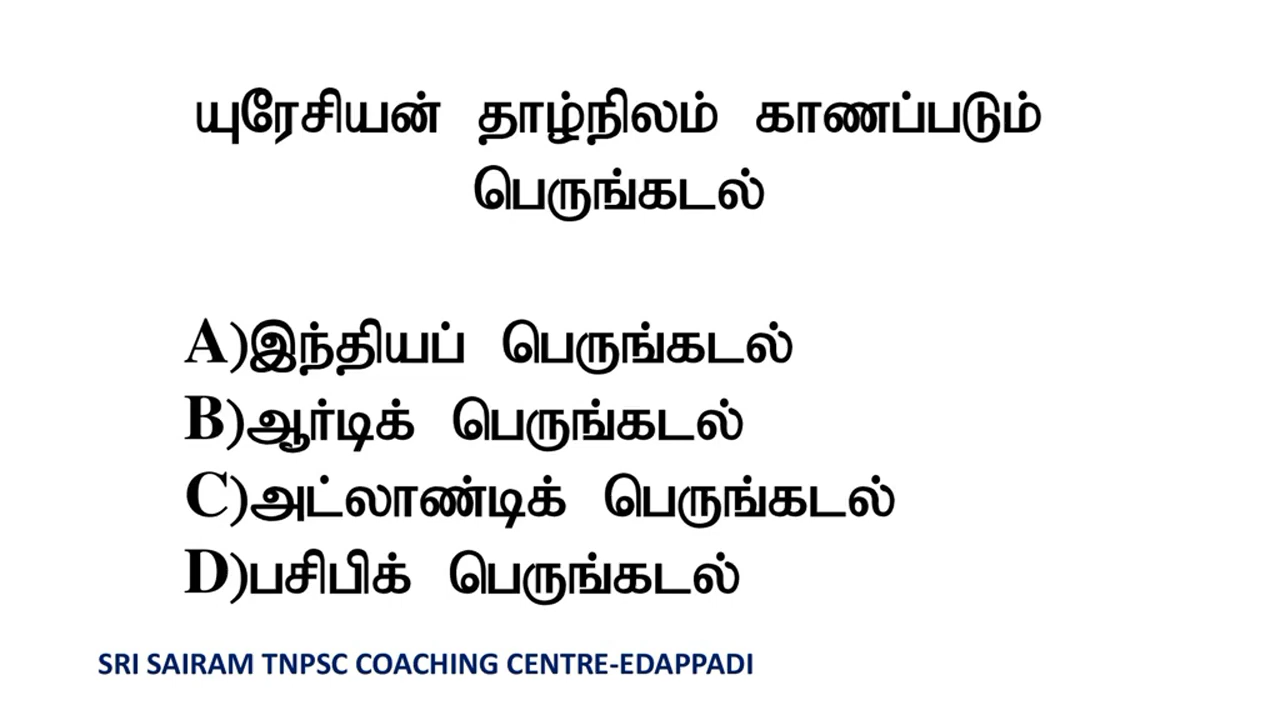 யுரேசியன் தாழ்நிலம் காணப்படும்
பெருங்கடல்
A)இந்தியப் பெருங்கடல்
B)ஆர்டிக் பெருங்கடல்
C)அட்லாண்டிக் பெருங்கடல்
D)பசிபிக் பெருங்கடல்
SRI SAIRAM TNPSC COACHING CENTRE-EDAPPADI